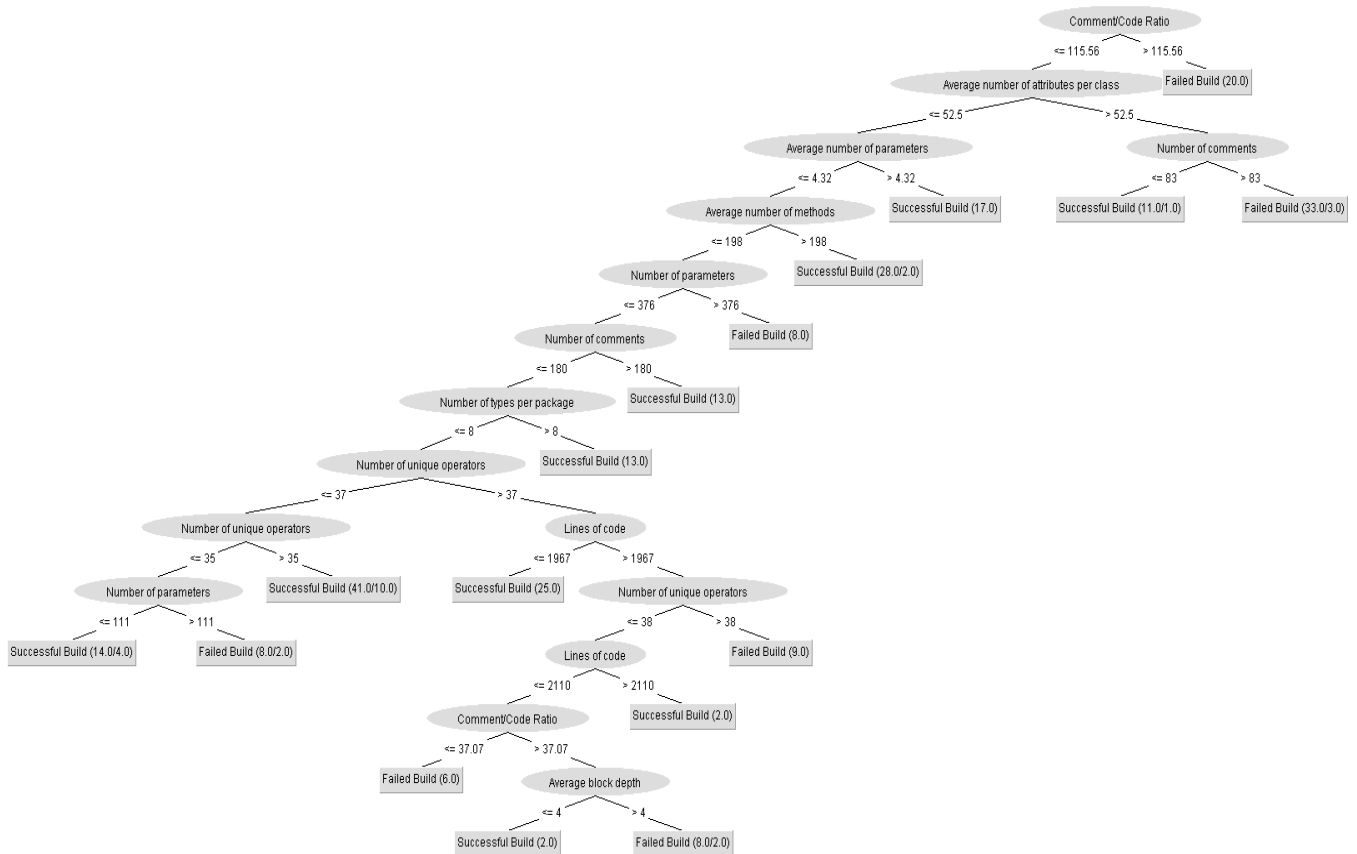 Comment/Code Ratio
<= 115.56
> 115.56
Average number of attributes per class
Failed Build (20.0)
<= 52.5
> 52.5
Average number of parameters
Number of comments
<= 4.32
> 4.32
<= 83
> 83
Average number of methods
Successful Build (17.0)
Successful Build (11.0/1.0)
Failed Build (33.0/3.0)
<= 198
> 198
Number of parameters
Successful Build (28.0/2.0)
<= 376
> 376
Number of comments
Failed Build (8.0)
<= 180
> 180
Number of types per package
Successful Build (13.0)
<= 8
> 8
Number of unique operators
Successful Build (13.0)
<= 37
> 37
Number of unique operators
Lines of code
<= 35
> 35
<= 1967
> 1967
Number of parameters
Successful Build (41.0/10.0)
Successful Build (25.0)
Number of unique operators
<= 111
> 111
<= 38
> 38
Successful Build (14.0/4.0)
Failed Build (8.0/2.0)
Lines of code
Failed Build (9.0)
<= 2110
> 2110
Comment/Code Ratio
Successful Build (2.0)
<= 37.07
> 37.07
Failed Build (6.0)
Average block depth
<= 4
> 4
Successful Build (2.0)
Failed Build (8.0/2.0)